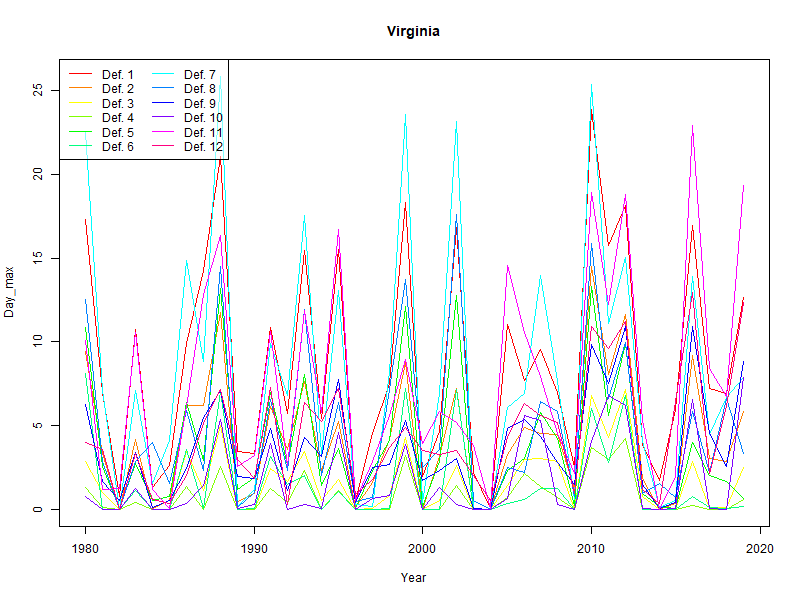 Virginia
Def. 1 Def. 7
Def. 2 Def. 8
Def. 3 Def. 9
Def. 4 Def. 10
Def. 5 Def. 11
Def. 6 Def. 12
25
20
15
10
5
0
Day_max
1980 1990 2000 2010 2020
Year